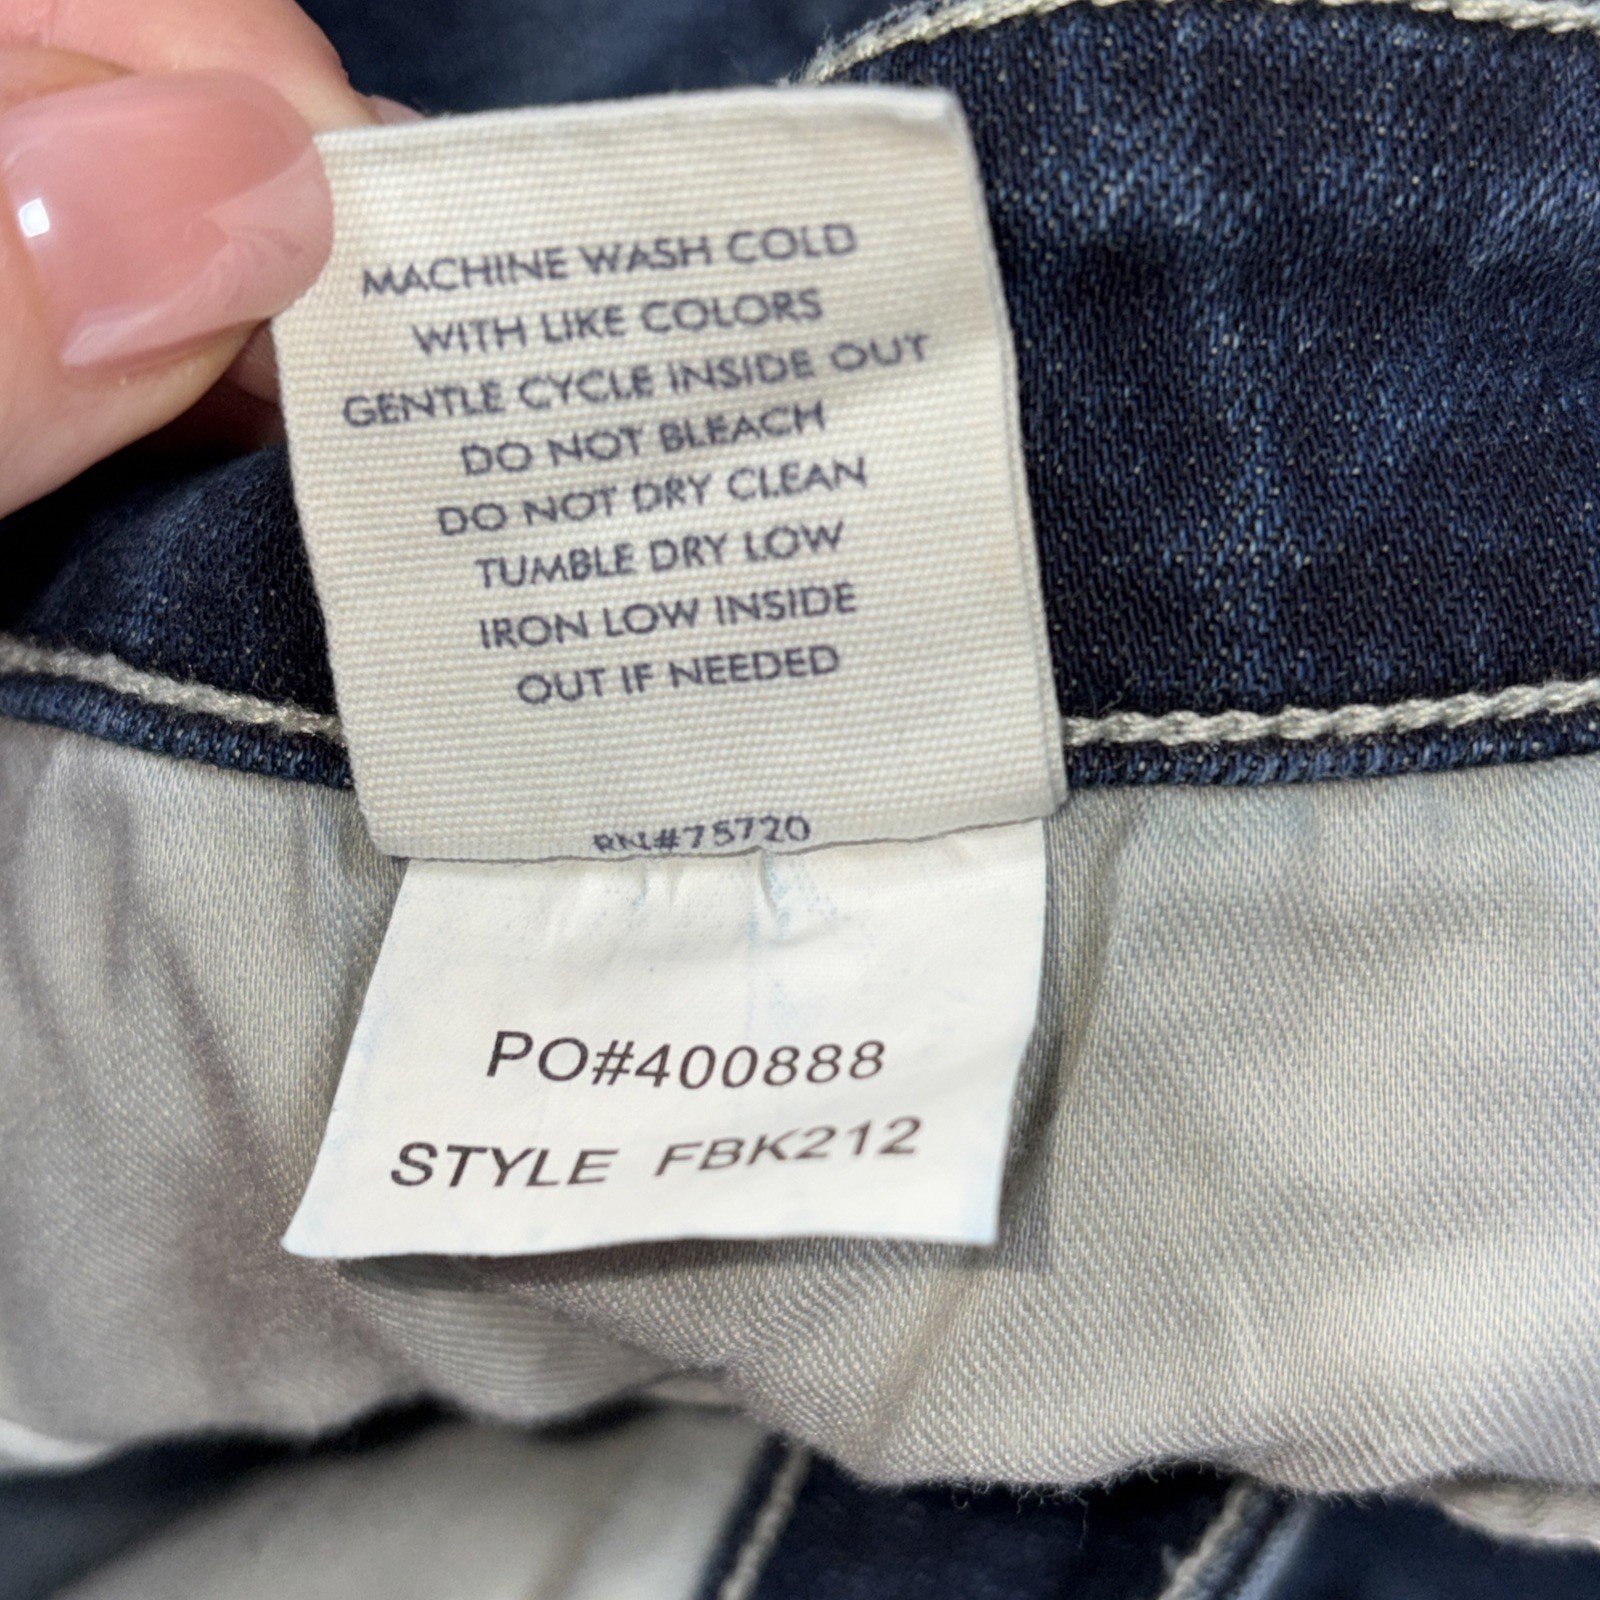 MACHINE WASH COLD
WITH LIKE COLORS
GENTLE CYCLE INSIDE OUT
DO NOT BLEACH
DO NOT DRY CLEAN
TUMBLE DRY LOW
IRON LOW INSIDE
OUT IF NEEDED
RN#75720
PO#400888
STYLE FBK212